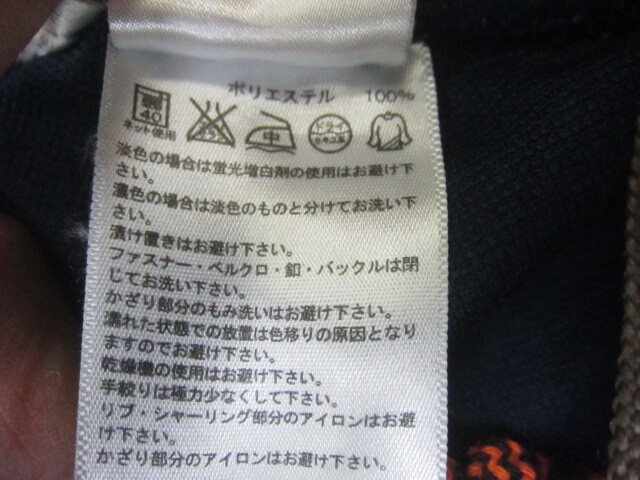 ポリエステル 100%
40 中 ドライ
ネット使用
淡色の場合は蛍光増白剤の使用はお避け下
さい。
濃色の場合は淡色のものと分けてお洗い下
さい。
漬け置きはお避け下さい。
ファスナー・ベルクロ・釦・バックルは閉
じてお洗い下さい。
かざり部分のもみ洗いはお避け下さい。
濡れた状態での放置は色移りの原因となり
ますのでお避け下さい。
乾燥機の使用はお避け下さい。
手絞りは極力少なくして下さい。
リブ・シャーリング部分のアイロンはお避
け下さい。
かざり部分のアイロンはお避け下さい。